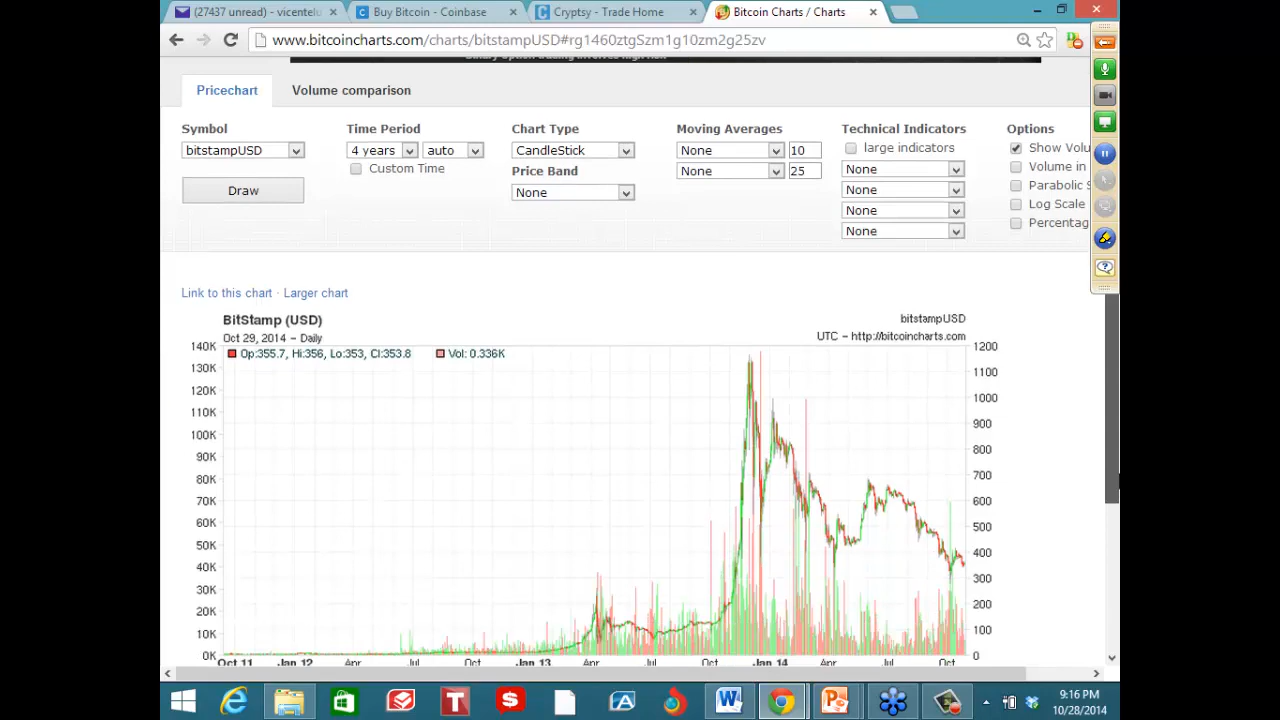 (27437 unread) - vicentelu
Buy Bitcoin - Coinbase
Cryptsy - Trade Home
Bitcoin Charts / Charts
www.bitcoincharts.com/charts/bitstampUSD#rg1460ztgSzm1g10zm2g25zv
Pricechart
Volume comparison
Symbol
Time Period
Chart Type
Moving Averages
Technical Indicators
Options
bitstampUSD
4 years
auto
CandleStick
None
10
large indicators
Show Volu
Custom Time
Price Band
None
25
None
Volume in
Draw
None
None
Parabolic S
None
Log Scale
None
Percentag
Link to this chart · Larger chart
BitStamp (USD)
bitstampUSD
Oct 29, 2014 - Daily
UTC - http://bitcoincharts.com
Op:355.7, Hi:356, Lo:353, Cl:353.8
Vol: 0.336K
140K
130K
120K
110K
100K
90K
80K
70K
60K
50K
40K
30K
20K
10K
0K
1200
1100
1000
900
800
700
600
500
400
300
200
100
0
Oct 11
Jan 12
Apr
Jul
Oct
Jan 13
Apr
Jul
Oct
Jan 14
Apr
Jul
Oct
9:16 PM
10/28/2014